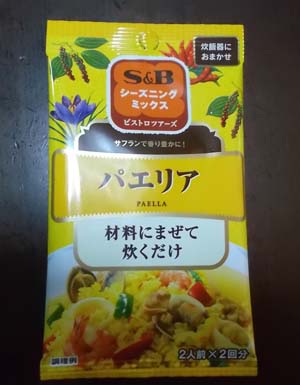 炊飯器に
おまかせ
S&B
シーズニング
ミックス
ビストロツアーズ
サフランで香り豊かに!
パエリア
PAELLA
材料にまぜて
炊くだけ
2人前×2回分
調理例